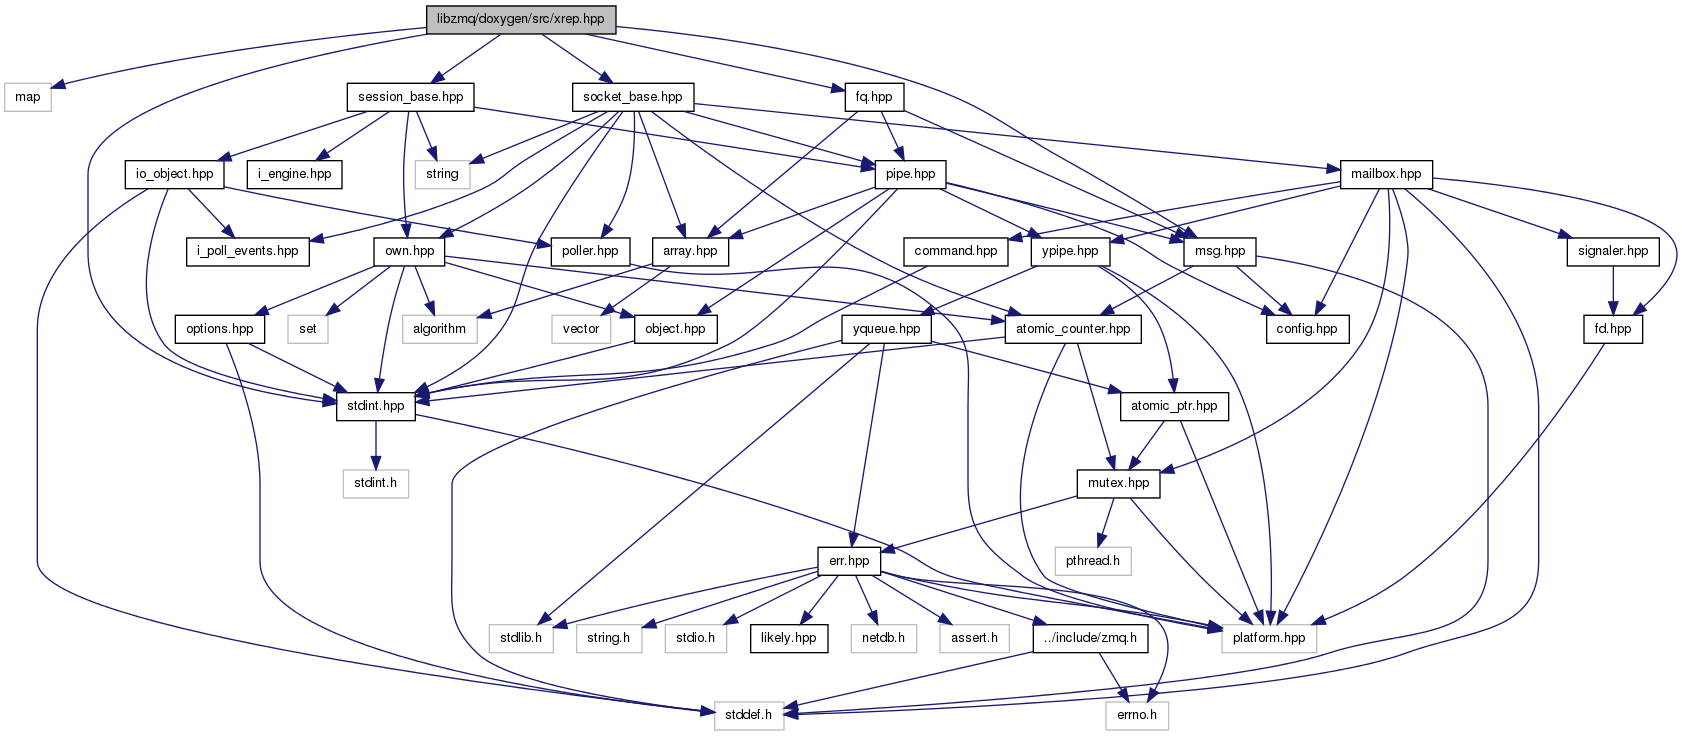 libzmq/doxygen/src/xrep.hpp
map
session_base.hpp
socket_base.hpp
fq.hpp
io_object.hpp
i_engine.hpp
string
pipe.hpp
mailbox.hpp
i_poll_events.hpp
own.hpp
poller.hpp
array.hpp
command.hpp
ypipe.hpp
msg.hpp
signaler.hpp
options.hpp
set
algorithm
vector
object.hpp
yqueue.hpp
atomic_counter.hpp
config.hpp
fd.hpp
stdint.hpp
atomic_ptr.hpp
stdint.h
mutex.hpp
err.hpp
pthread.h
stdlib.h
string.h
stdio.h
likely.hpp
netdb.h
assert.h
../include/zmq.h
platform.hpp
stddef.h
errno.h